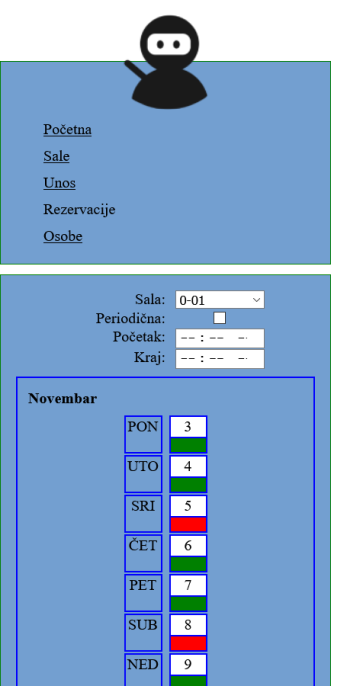 Početna
Sale
Unos
Rezervacije
Osobe
Sala: 0-01
Periodična:
Početak: -- : -- --
Kraj: -- : -- --
Novembar
PON 3
UTO 4
SRI 5
ČET 6
PET 7
SUB 8
NED 9